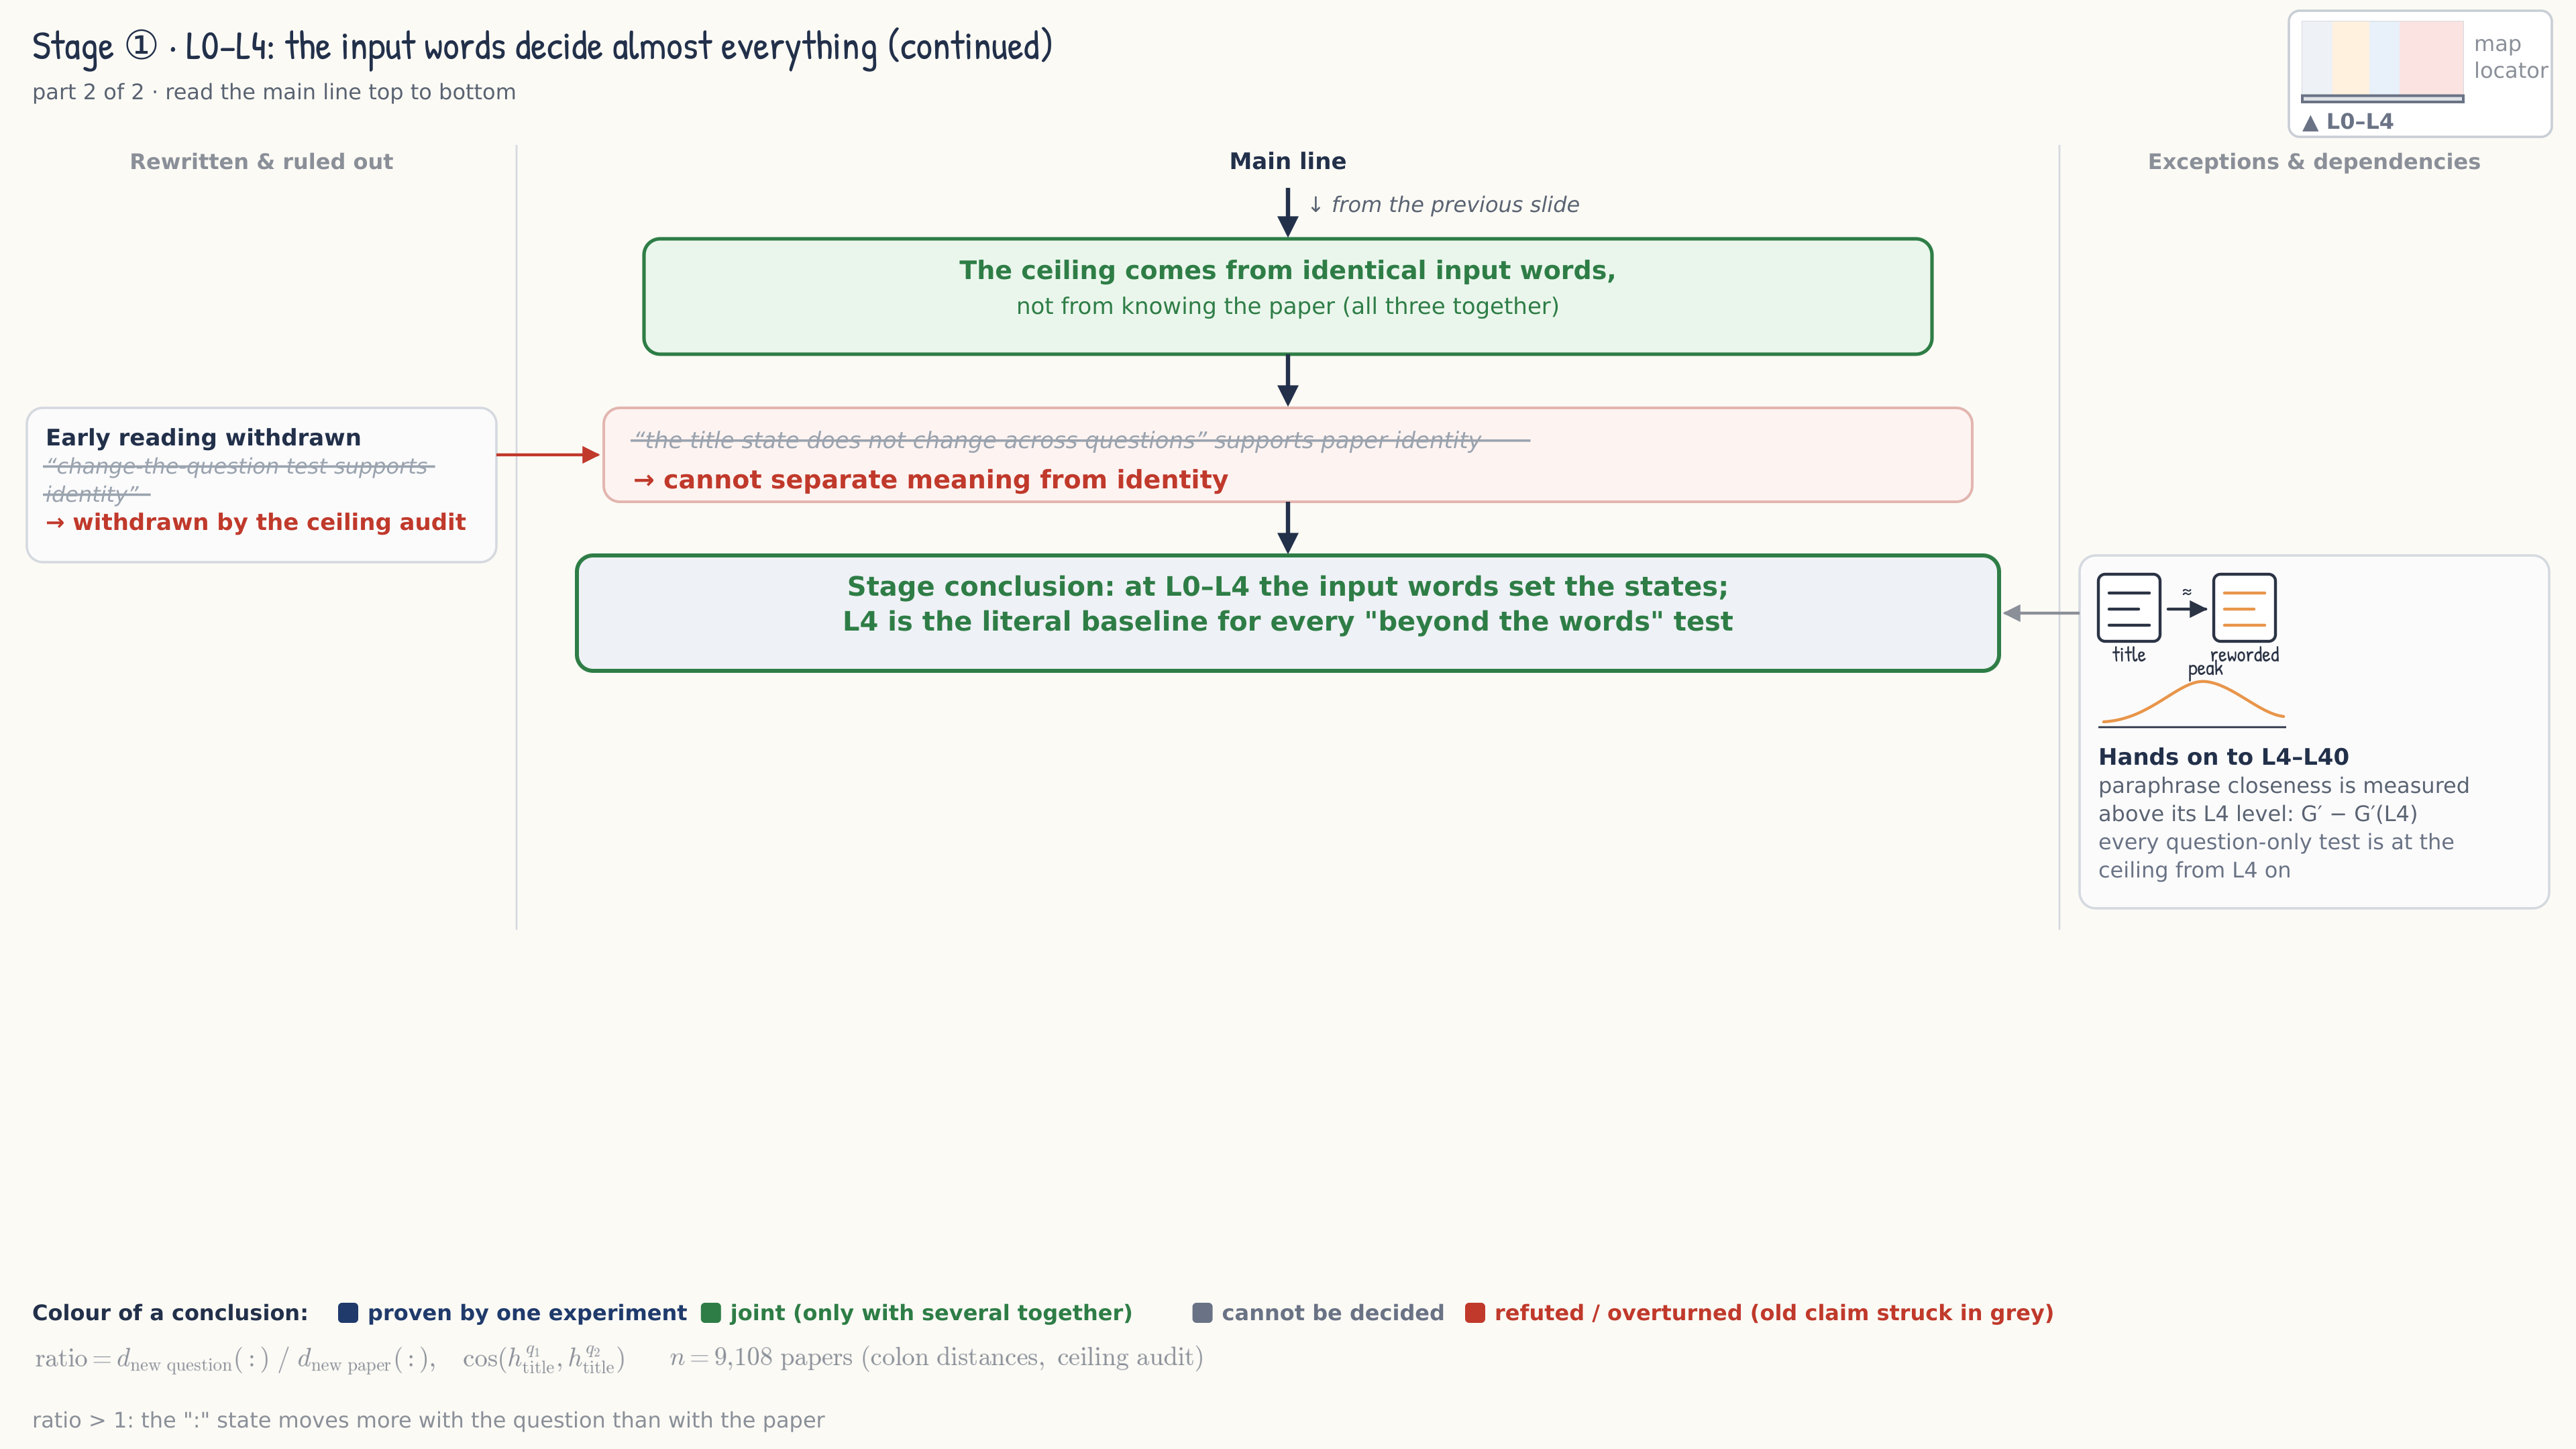 Stage ① · L0–L4: the input words decide almost everything (continued)
part 2 of 2 · read the main line top to bottom
map
locator
▲ L0–L4
Rewritten & ruled out
Main line
Exceptions & dependencies
↓ from the previous slide
The ceiling comes from identical input words,
not from knowing the paper (all three together)
Early reading withdrawn
“change-the-question test supports
identity”
→ withdrawn by the ceiling audit
“the title state does not change across questions” supports paper identity
→ cannot separate meaning from identity
Stage conclusion: at L0–L4 the input words set the states;
L4 is the literal baseline for every "beyond the words" test
≈
title
reworded
peak
Hands on to L4–L40
paraphrase closeness is measured
above its L4 level: G′ − G′(L4)
every question-only test is at the
ceiling from L4 on
Colour of a conclusion: proven by one experiment joint (only with several together) cannot be decided refuted / overturned (old claim struck in grey)
ratio = d_new question(:) / d_new paper(:), cos(h_title^q1, h_title^q2) n = 9,108 papers (colon distances, ceiling audit)
ratio > 1: the ":" state moves more with the question than with the paper